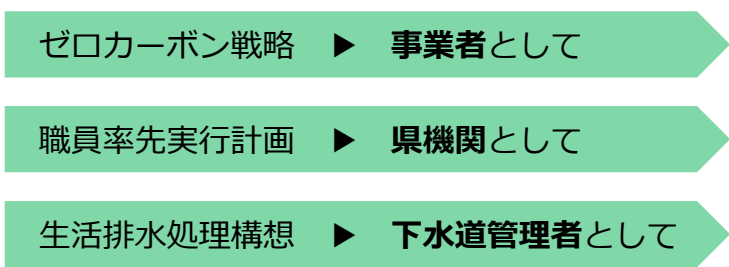 ゼロカーボン戦略 ▶ 事業者として
職員率先実行計画 ▶ 県機関として
生活排水処理構想 ▶ 下水道管理者として